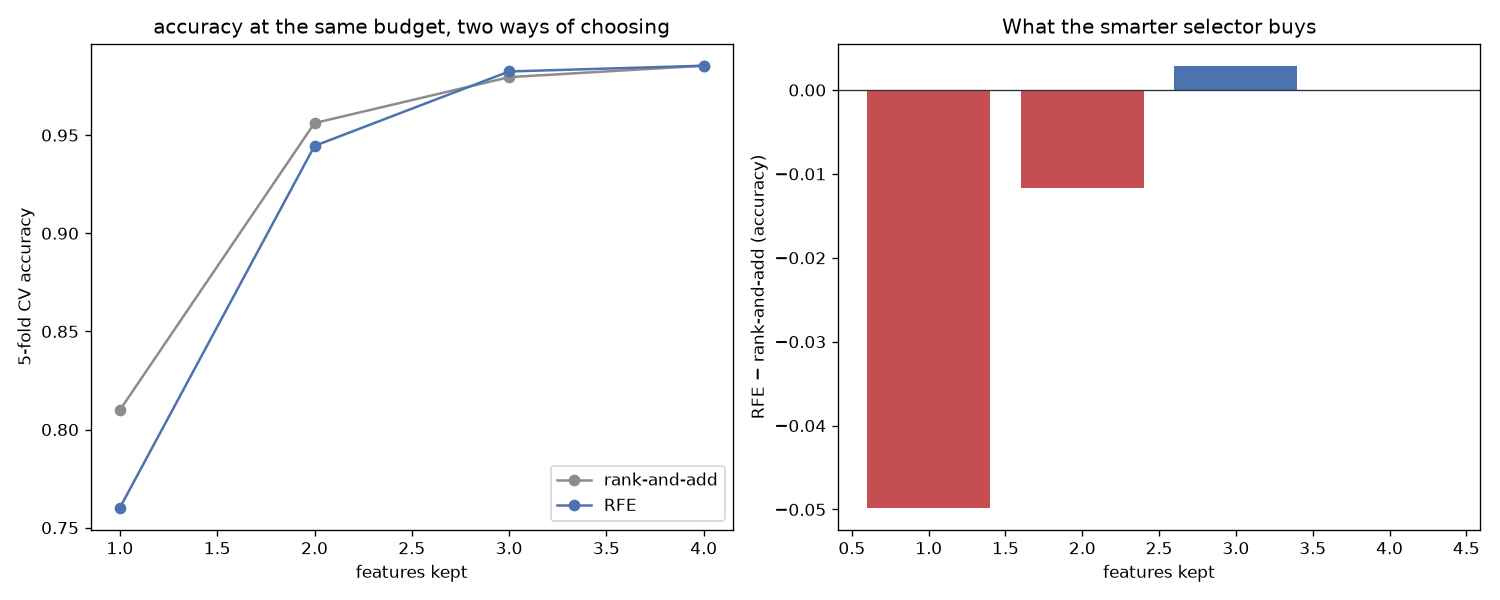 accuracy at the same budget, two ways of choosing
5-fold CV accuracy
0.95
0.90
0.85
0.80
0.75
1.0 1.5 2.0 2.5 3.0 3.5 4.0
features kept
rank-and-add
RFE
What the smarter selector buys
RFE − rank-and-add (accuracy)
0.00
−0.01
−0.02
−0.03
−0.04
−0.05
0.5 1.0 1.5 2.0 2.5 3.0 3.5 4.0 4.5
features kept